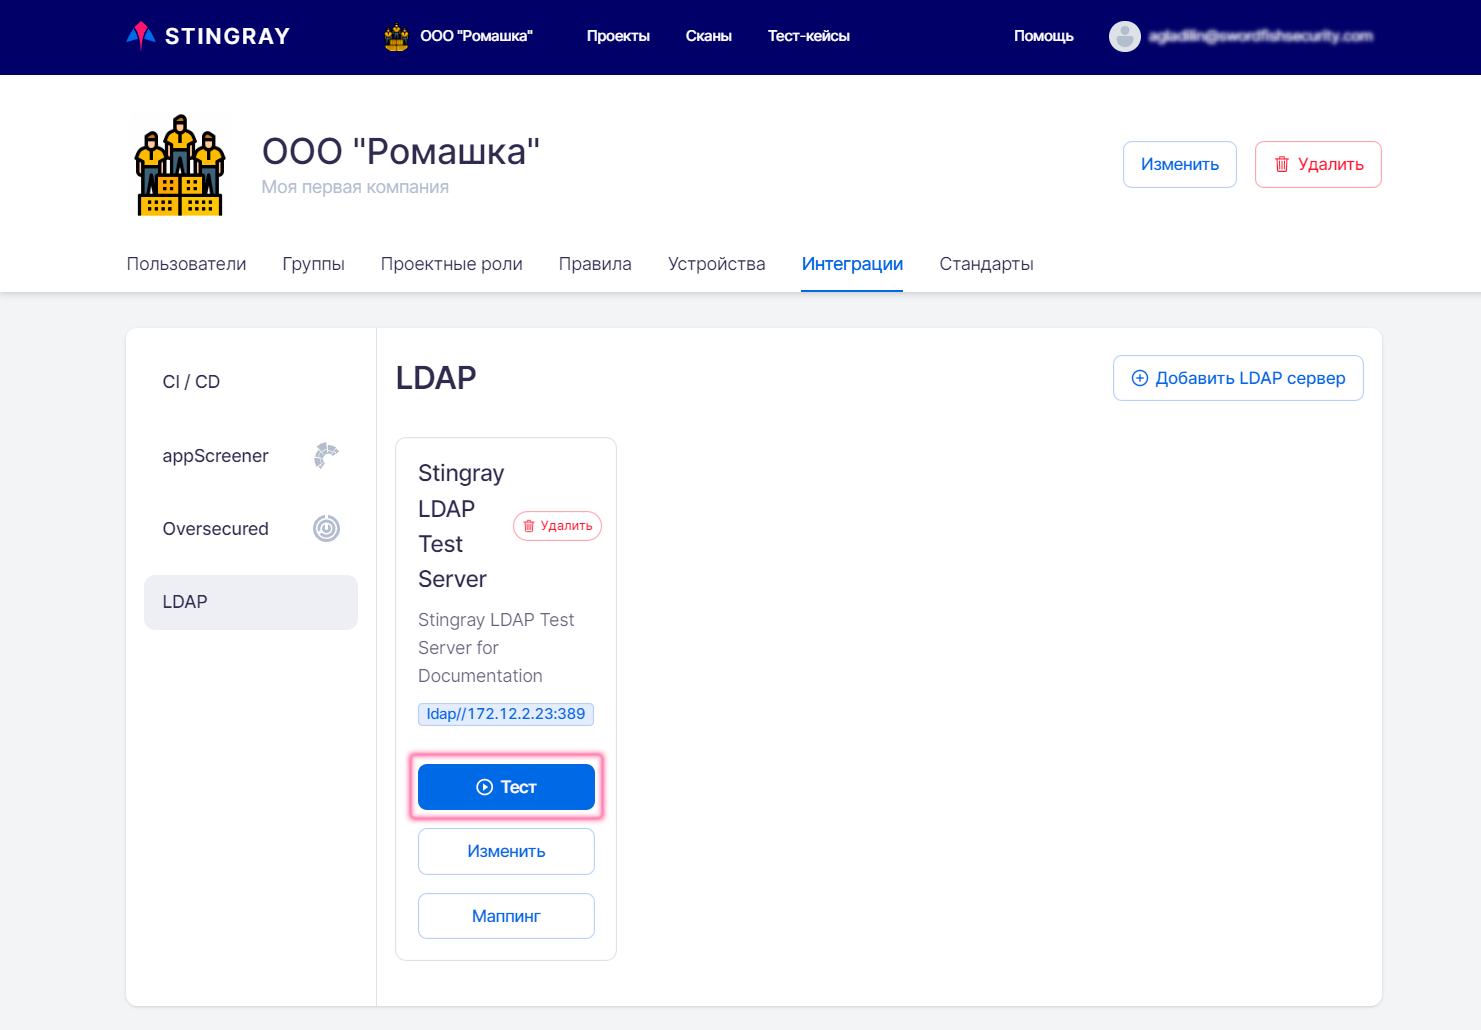 STINGRAY
ООО "Ромашка"
Проекты
Сканы
Тест-кейсы
Помощь
ООО "Ромашка"
Моя первая компания
Изменить
Удалить
Пользователи
Группы
Проектные роли
Правила
Устройства
Интеграции
Стандарты
CI / CD
appScreener
Oversecured
LDAP
LDAP
Добавить LDAP сервер
Stingray
LDAP
Test
Server
Удалить
Stingray LDAP Test
Server for
Documentation
ldap//172.12.2.23:389
Тест
Изменить
Маппинг